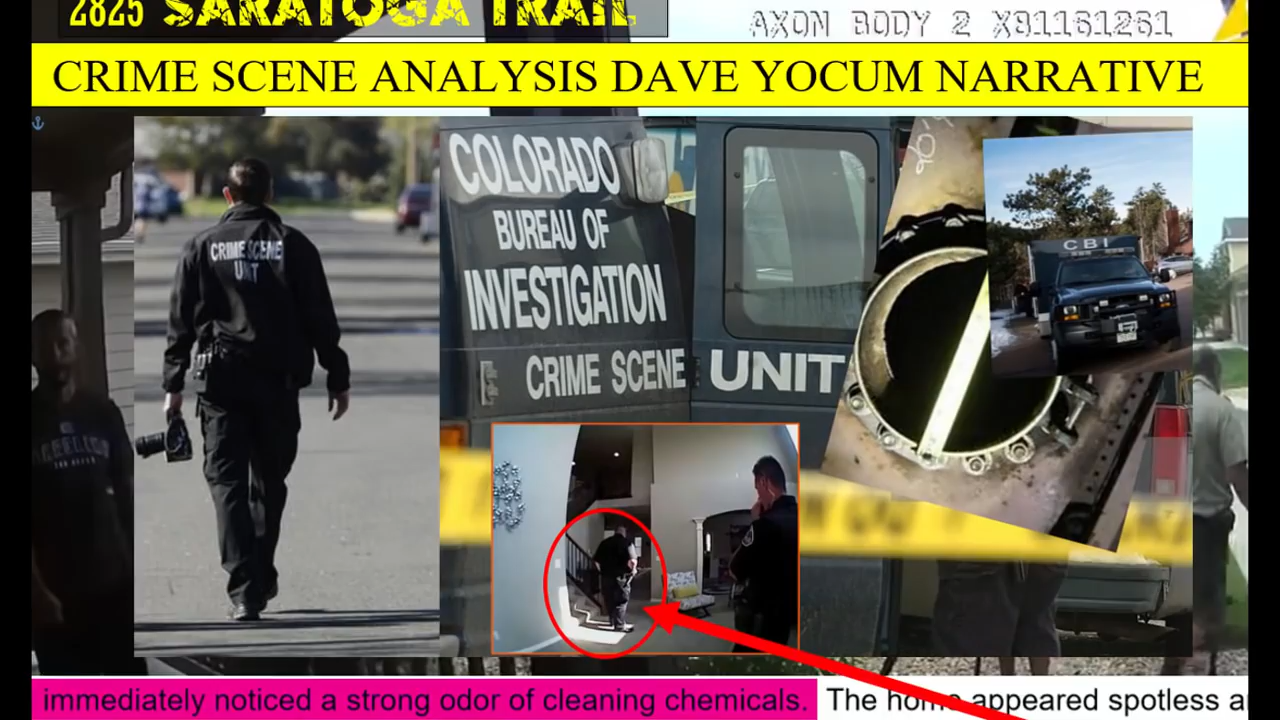 2825 SARATOGA TRAIL
AXON BODY 2 X81161261
CRIME SCENE ANALYSIS DAVE YOCUM NARRATIVE
CRIME SCENE
UNIT
COLORADO
BUREAU OF
INVESTIGATION
CRIME SCENE UNIT
CBI
immediately noticed a strong odor of cleaning chemicals. The home appeared spotless a